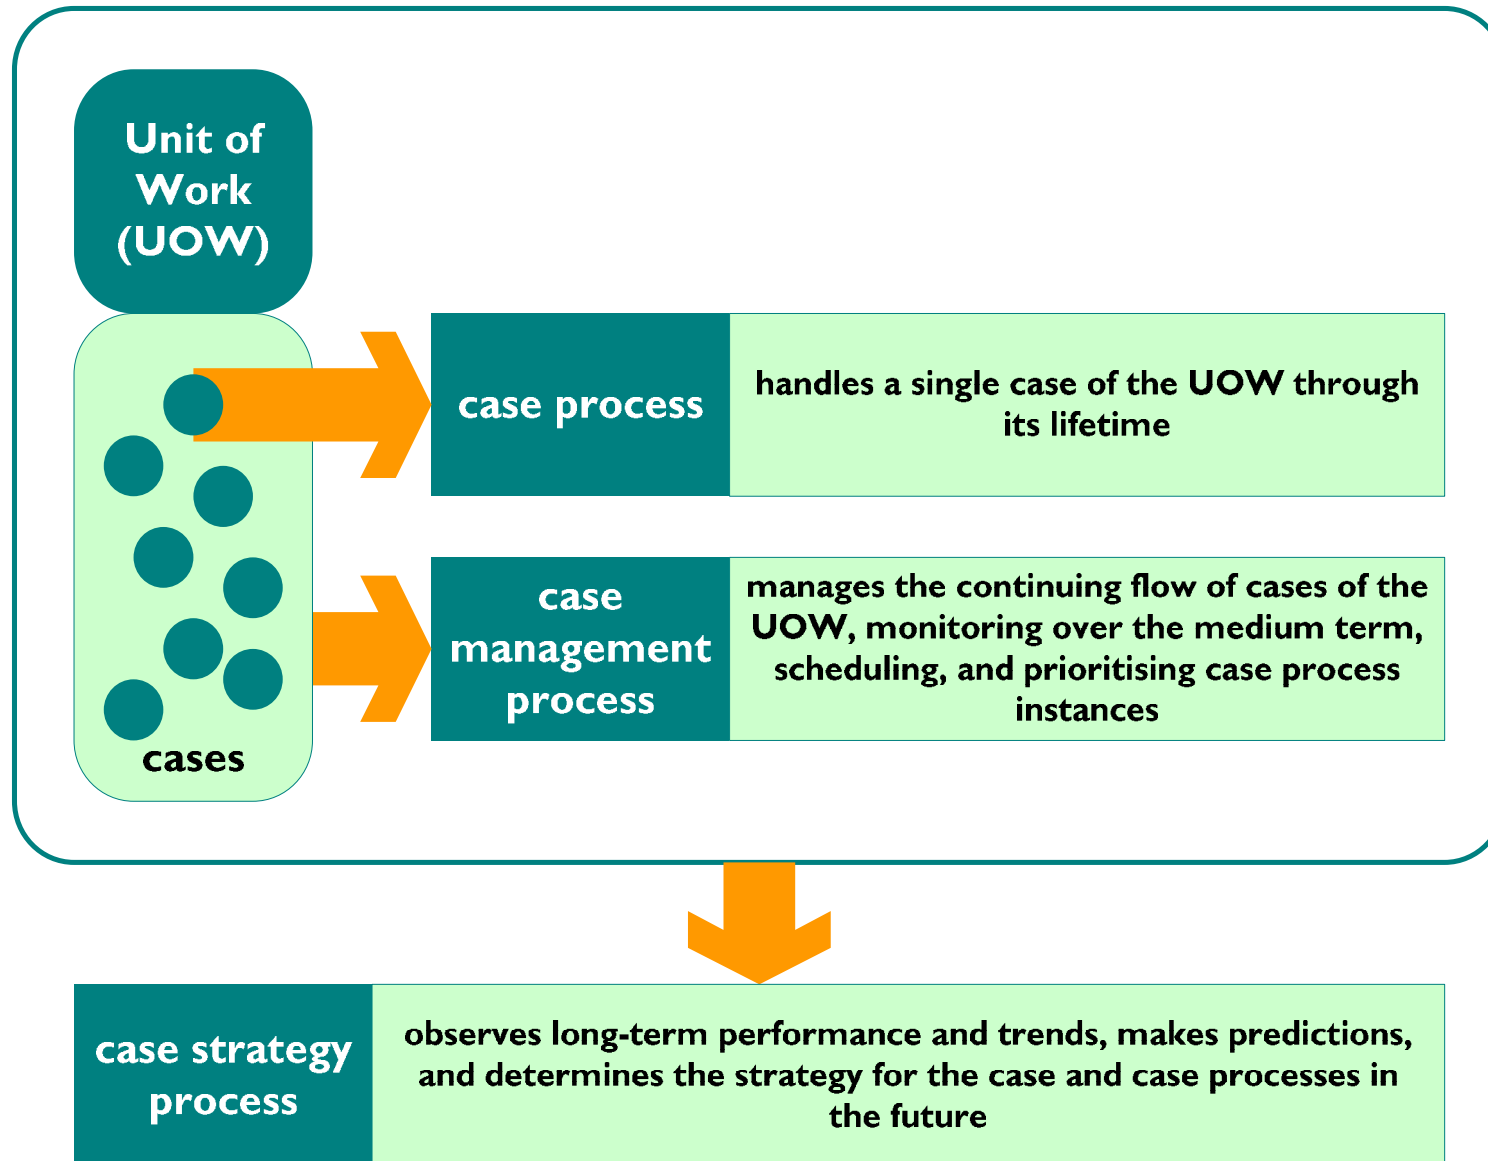 Unit of
Work
(UOW)
cases
case process
handles a single case of the UOW through
its lifetime
case
management
process
manages the continuing flow of cases of the
UOW, monitoring over the medium term,
scheduling, and prioritising case process
instances
case strategy
process
observes long-term performance and trends, makes predictions,
and determines the strategy for the case and case processes in
the future